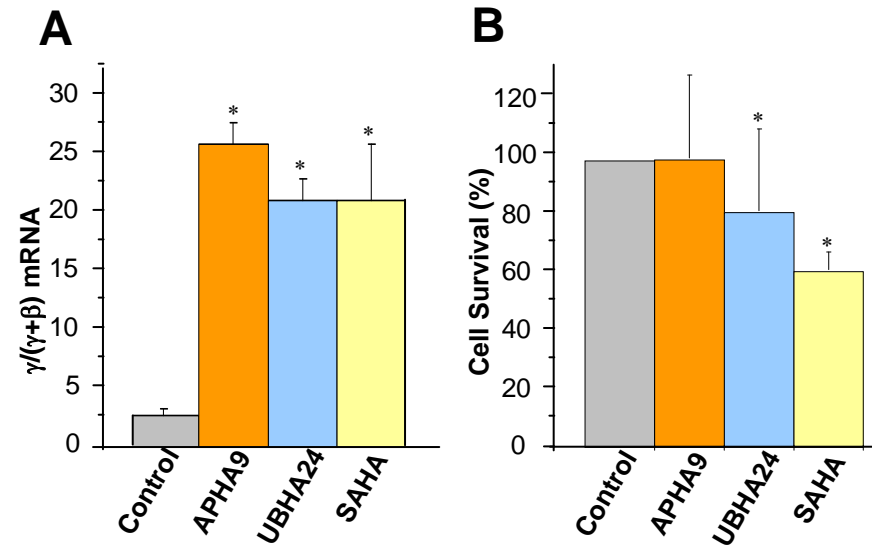 A
γ/(γ+β) mRNA
30
25
20
15
10
5
0
*
*
*
Control
APHA9
UBHA24
SAHA
B
Cell Survival (%)
120
100
80
60
40
20
0
*
*
Control
APHA9
UBHA24
SAHA